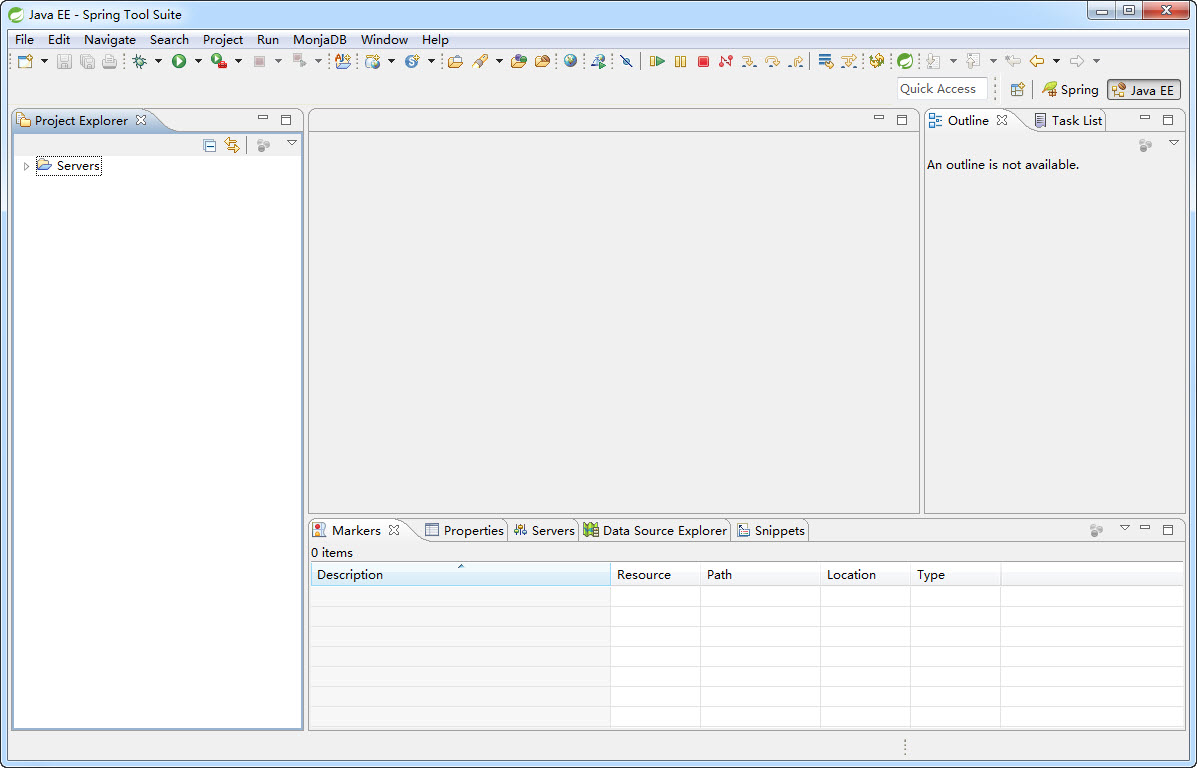 Java EE - Spring Tool Suite
File Edit Navigate Search Project Run MonjaDB Window Help
Quick Access Spring Java EE
Project Explorer
Servers
Outline Task List
An outline is not available.
Markers Properties Servers Data Source Explorer Snippets
0 items
Description Resource Path Location Type